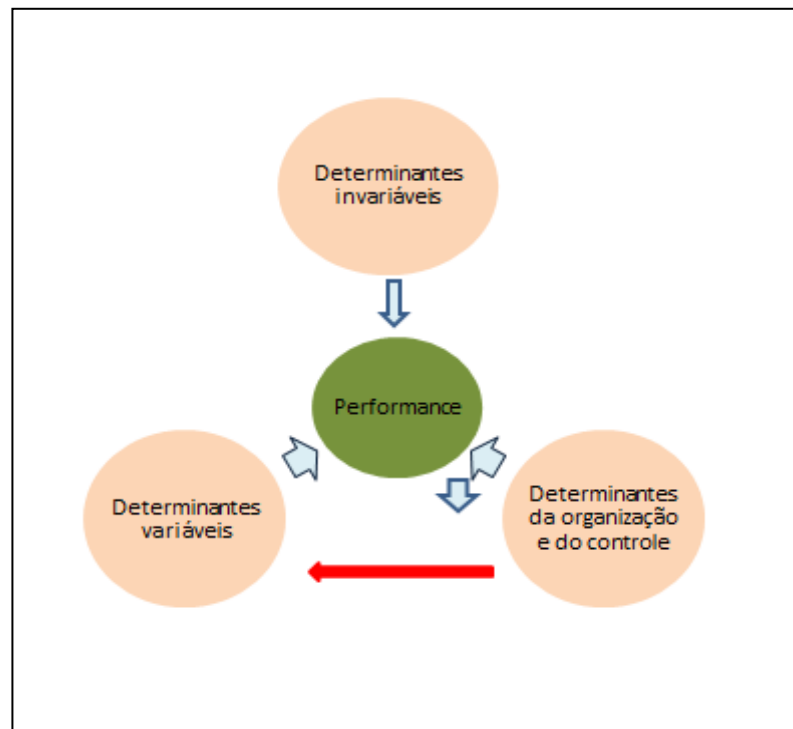 Determinantes
invariáveis
Performance
Determinantes
variáveis
Determinantes
da organização
e do controle